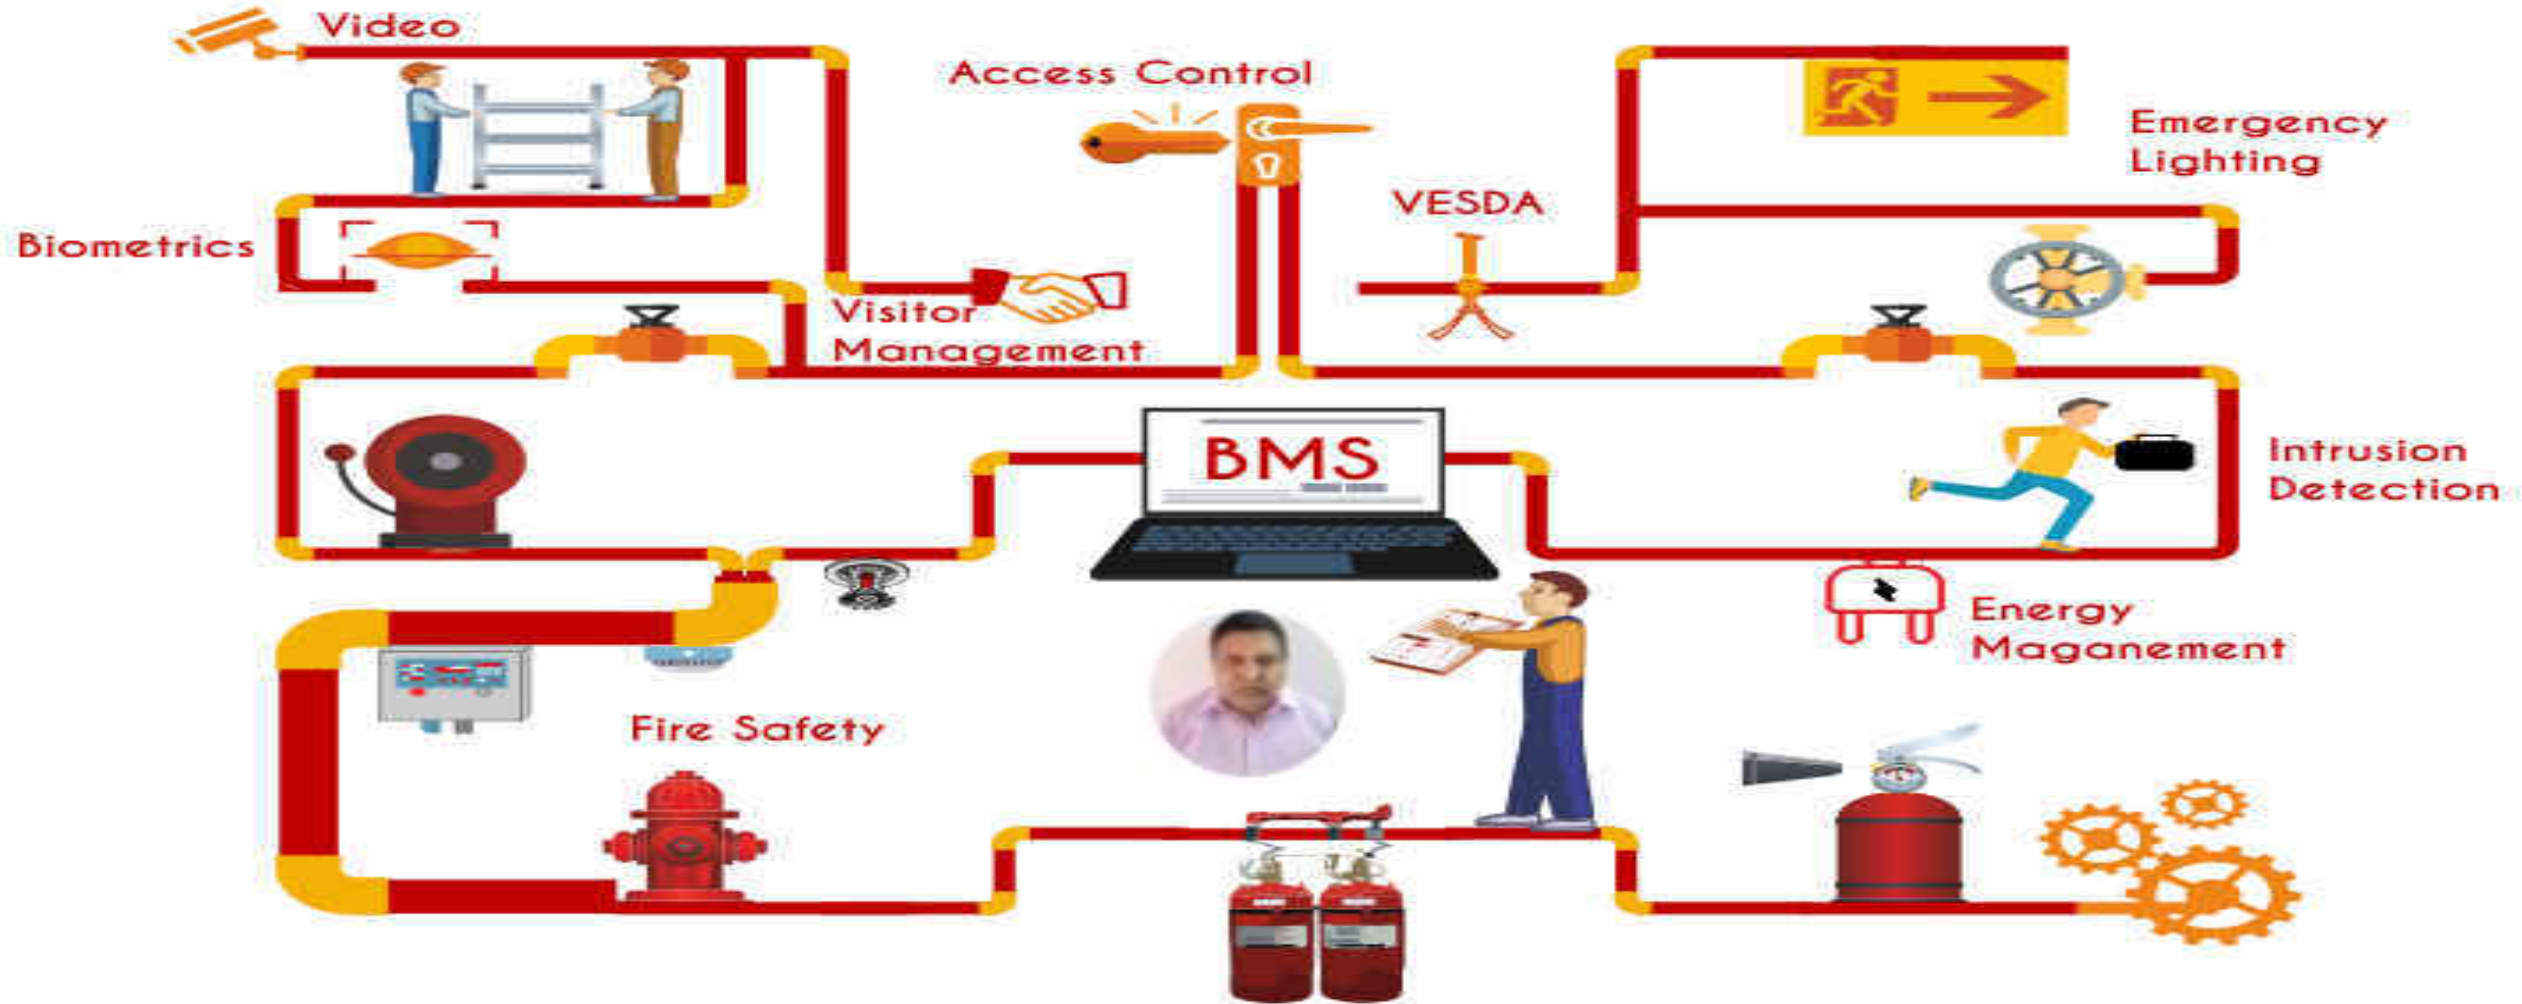 Video
Access Control
Emergency
Lighting
VESDA
Biometrics
Visitor
Management
BMS
Intrusion
Detection
Energy
Maganement
Fire Safety